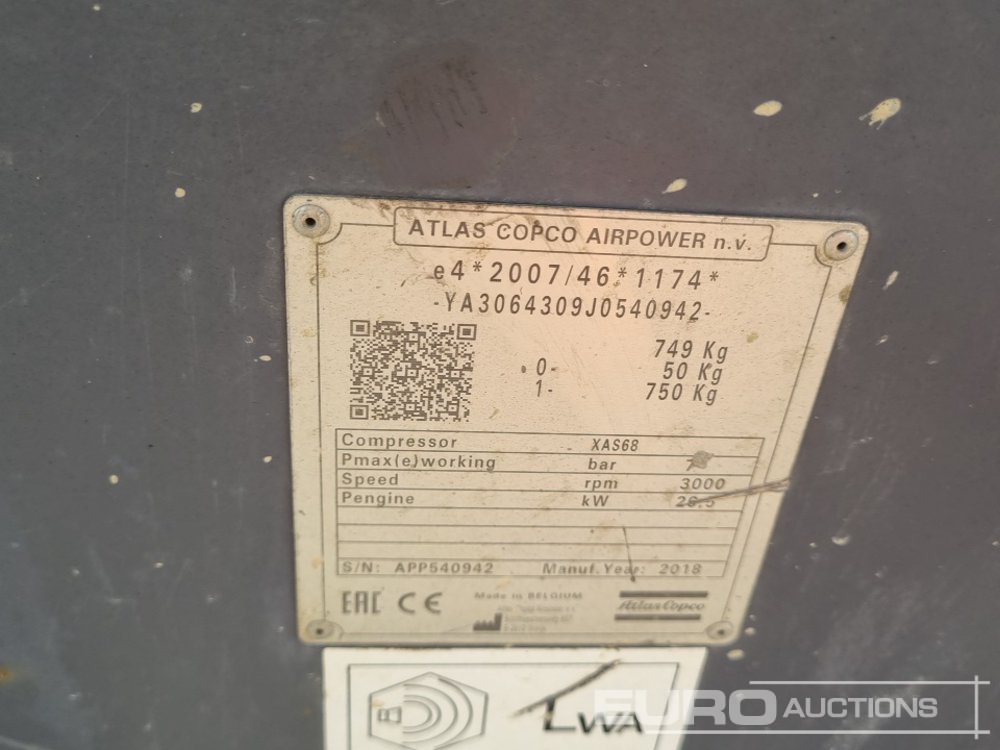 ATLAS COPCO AIRPOWER n.v.
e4*2007/46*1174*
-YA3064309J0540942-
749 Kg
0- 50 Kg
1- 750 Kg
Compressor XAS68
Pmax(e)working bar 7
Speed rpm 3000
Pengine kW
S/N: APP540942 Manuf.Year: 2018
EAC CE Made in BELGIUM Atlas Copco
LWA
EURO AUCTIONS